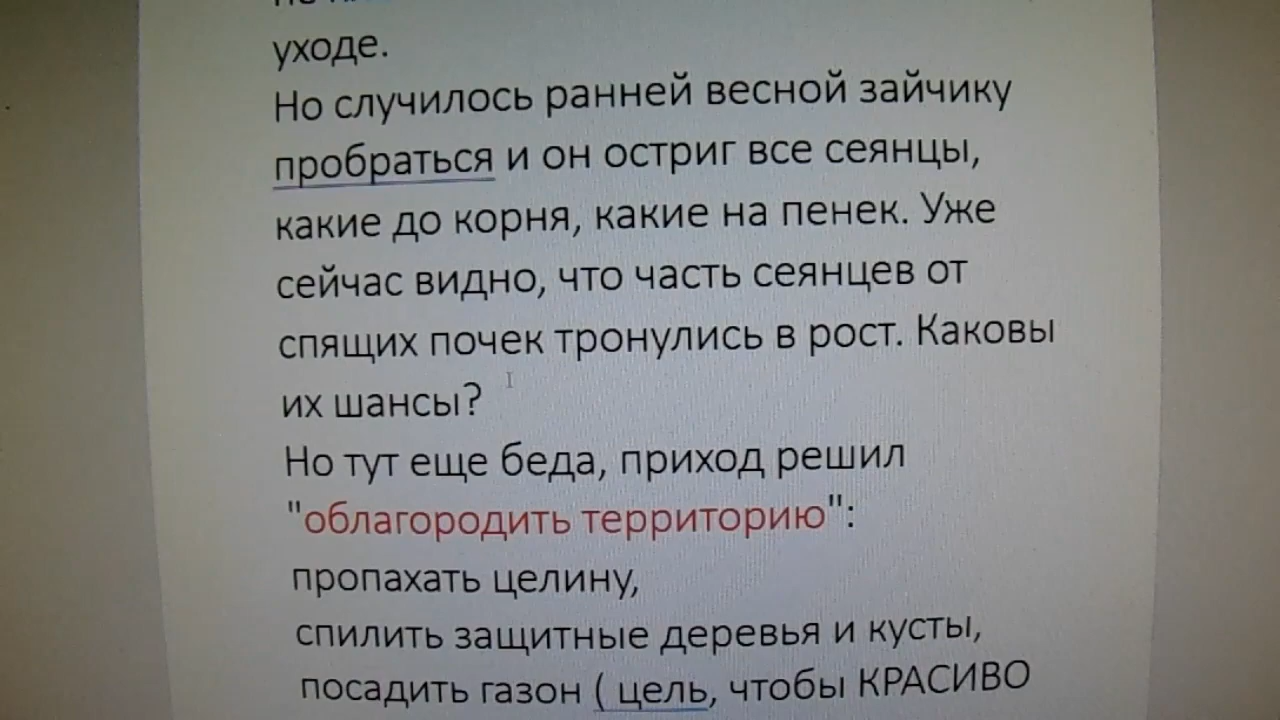 уходе.
Но случилось ранней весной зайчику
пробраться и он остриг все сеянцы,
какие до корня, какие на пенек. Уже
сейчас видно, что часть сеянцев от
спящих почек тронулись в рост. Каковы
их шансы?
Но тут еще беда, приход решил
"облагородить территорию":
пропахать целину,
спилить защитные деревья и кусты,
посадить газон ( цель, чтобы КРАСИВО